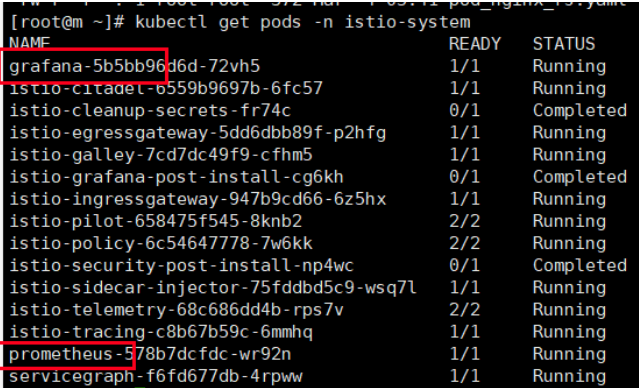 [root@m ~]# kubectl get pods -n istio-system
NAME READY STATUS
grafana-5b5bb96d6d-72vh5 1/1 Running
istio-citadel-6559b9697b-6fc57 1/1 Running
istio-cleanup-secrets-fr74c 0/1 Completed
istio-egressgateway-5dd6dbb89f-p2hfg 1/1 Running
istio-galley-7cd7dc49f9-cfhm5 1/1 Running
istio-grafana-post-install-cg6kh 0/1 Completed
istio-ingressgateway-947b9cd66-6z5hx 1/1 Running
istio-pilot-658475f545-8knb2 2/2 Running
istio-policy-6c54647778-7w6kk 2/2 Running
istio-security-post-install-np4wc 0/1 Completed
istio-sidecar-injector-75fddbd5c9-wsq7l 1/1 Running
istio-telemetry-68c686dd4b-rps7v 2/2 Running
istio-tracing-c8b67b59c-6mmhq 1/1 Running
prometheus-578b7dcfdc-wr92n 1/1 Running
servicegraph-f6fd677db-4rpww 1/1 Running